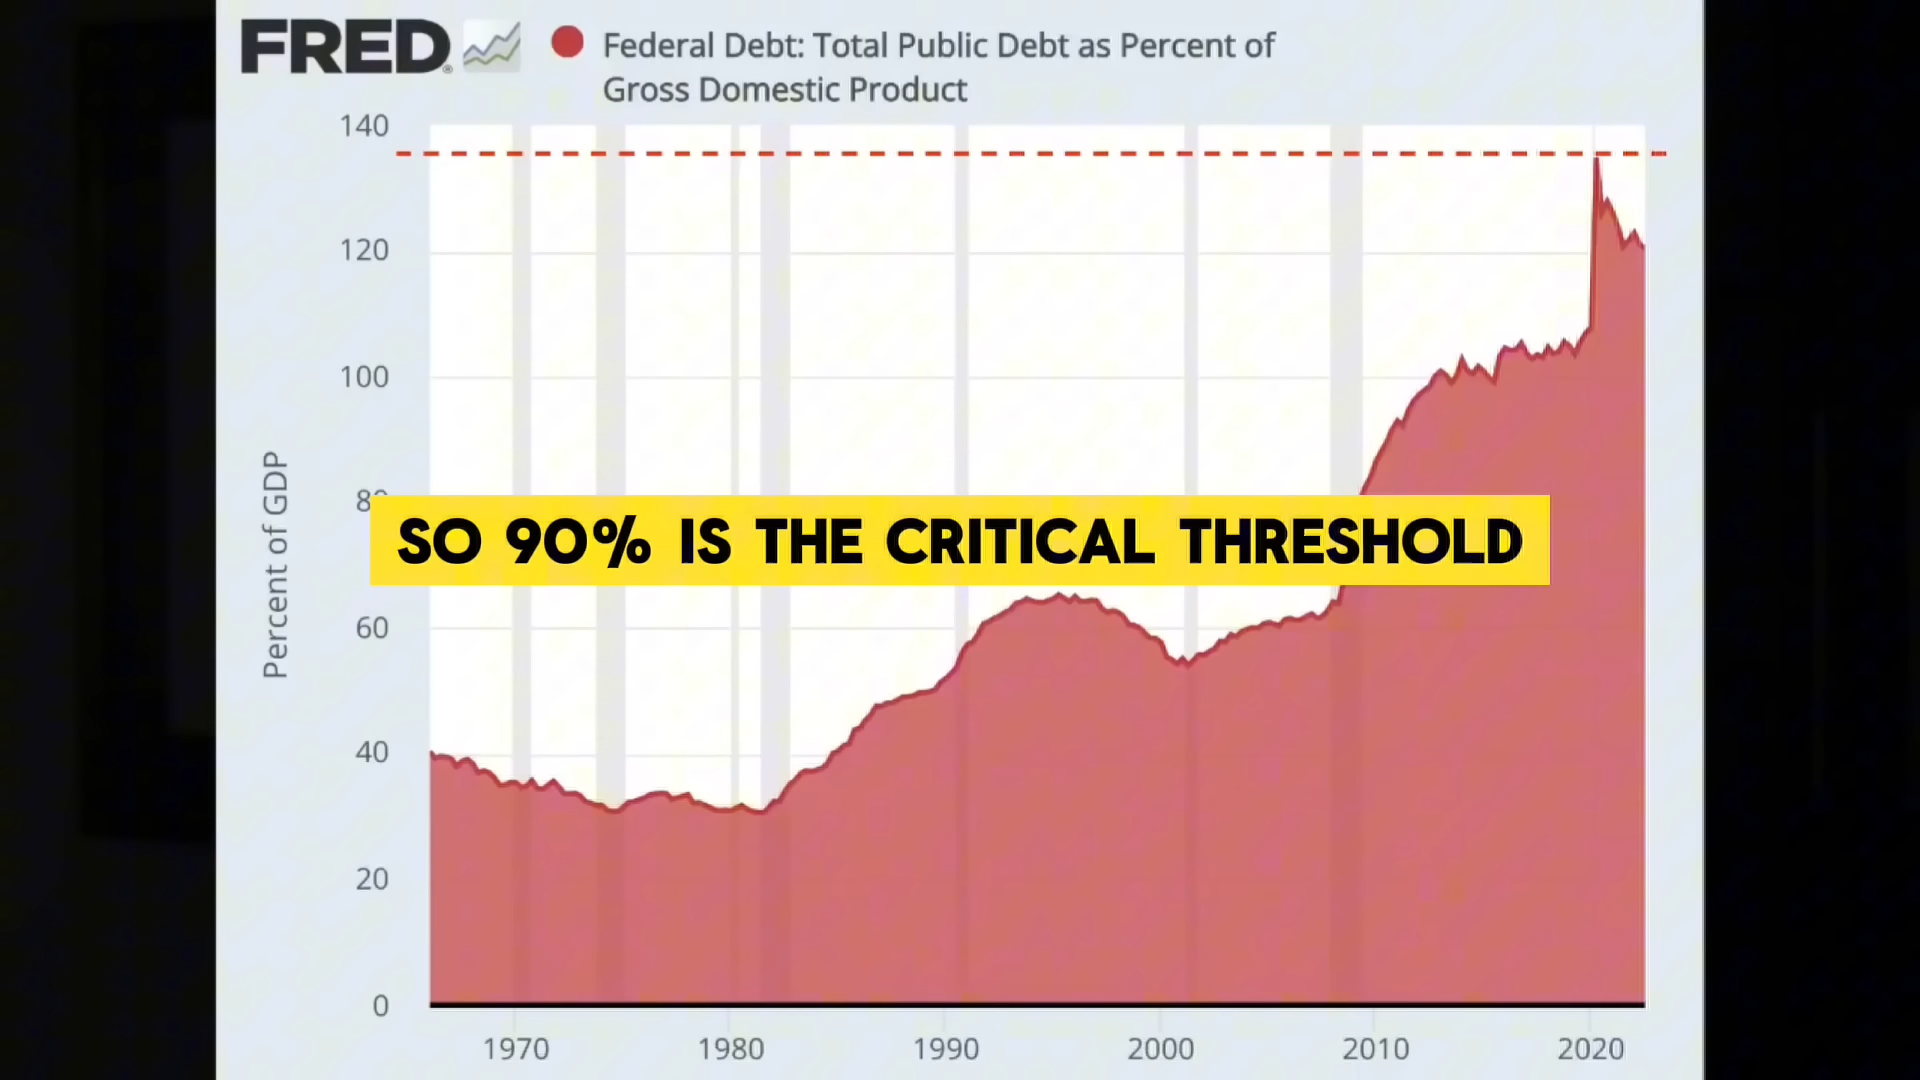 FRED
Federal Debt: Total Public Debt as Percent of
Gross Domestic Product
140
120
100
80
60
40
20
0
Percent of GDP
SO 90% IS THE CRITICAL THRESHOLD
1970
1980
1990
2000
2010
2020